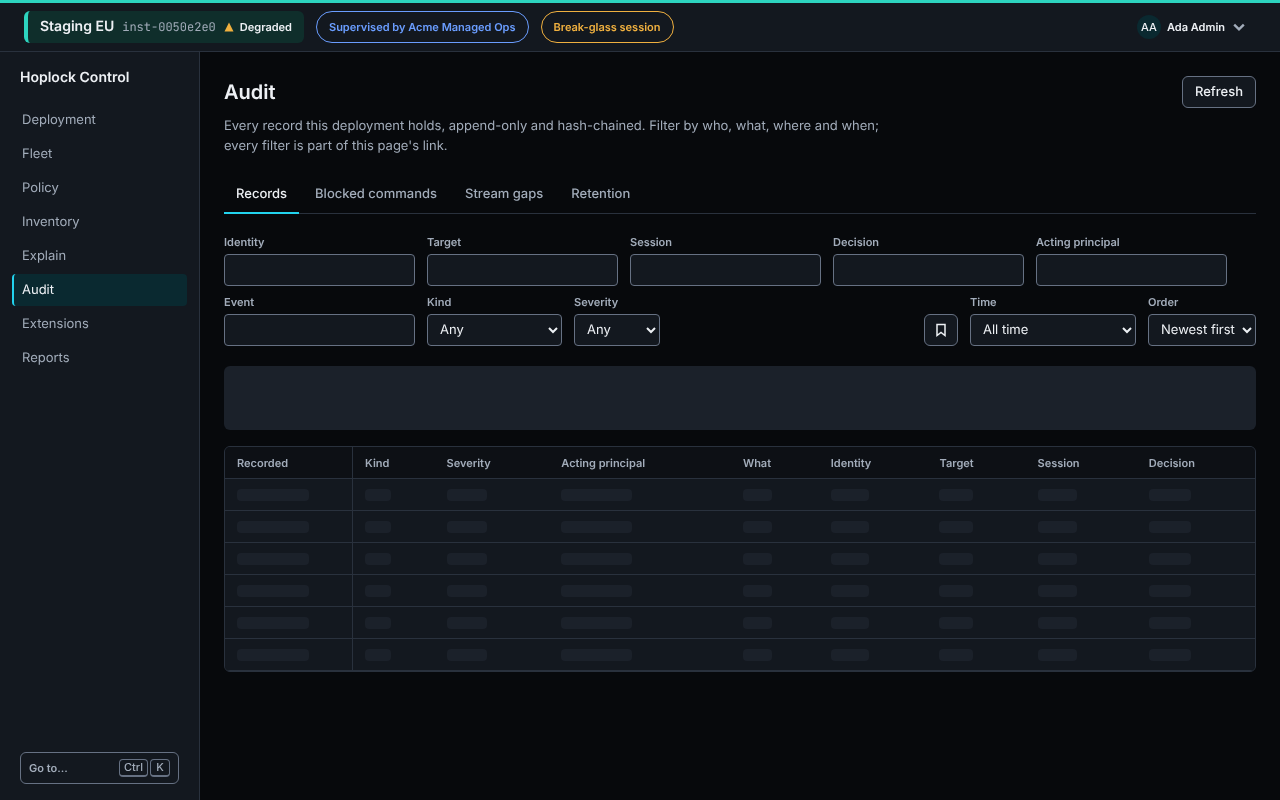 Staging EU inst-0050e2e0 Degraded
Supervised by Acme Managed Ops
Break-glass session
AA Ada Admin
Hoplock Control
Deployment
Fleet
Policy
Inventory
Explain
Audit
Extensions
Reports
Go to... Ctrl K
Audit
Refresh
Every record this deployment holds, append-only and hash-chained. Filter by who, what, where and when;
every filter is part of this page's link.
Records Blocked commands Stream gaps Retention
Identity Target Session Decision Acting principal
Event Kind Severity Time Order
Any Any All time Newest first
Recorded Kind Severity Acting principal What Identity Target Session Decision